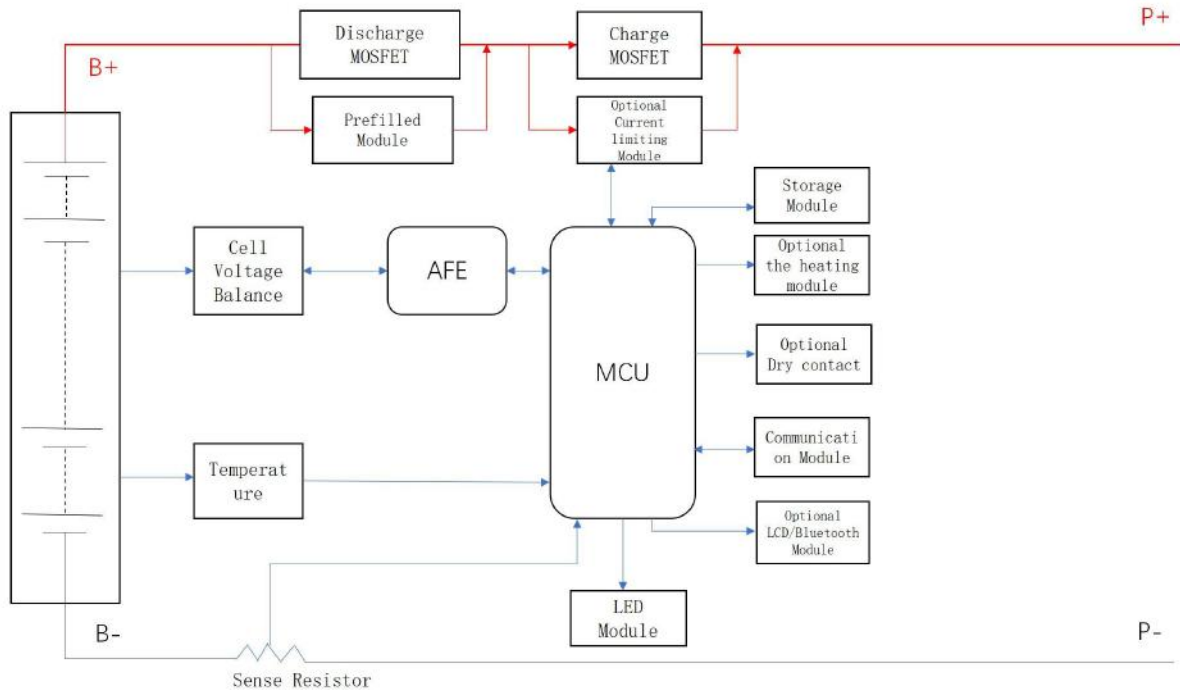 P+
Discharge
MOSFET
Charge
MOSFET
B+
Prefilled
Module
Optional
Current
limiting
Module
Storage
Module
Cell
Voltage
Balance
AFE
Optional
the heating
module
MCU
Optional
Dry contact
Communicati
on Module
Temperat
ure
Optional
LCD/Bluetooth
Module
LED
Module
B-
P-
Sense Resistor